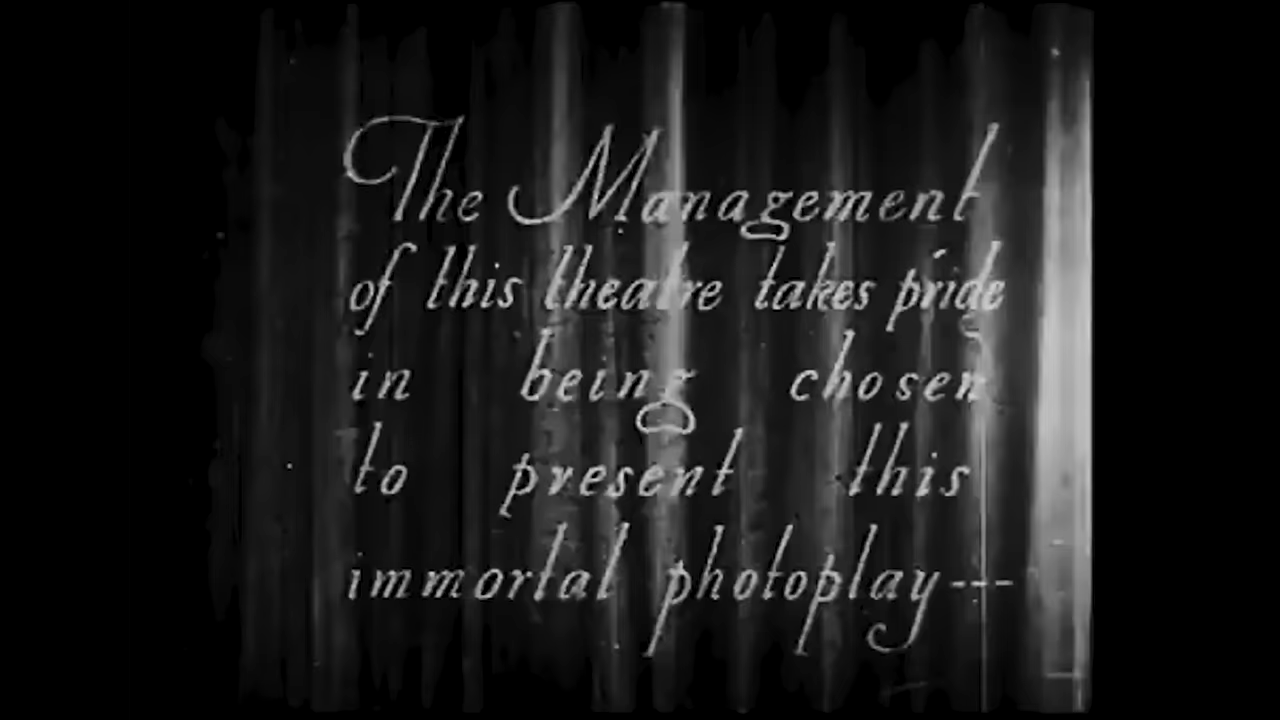 The Management
of this theatre takes pride
in being chosen
to present this
immortal photoplay---